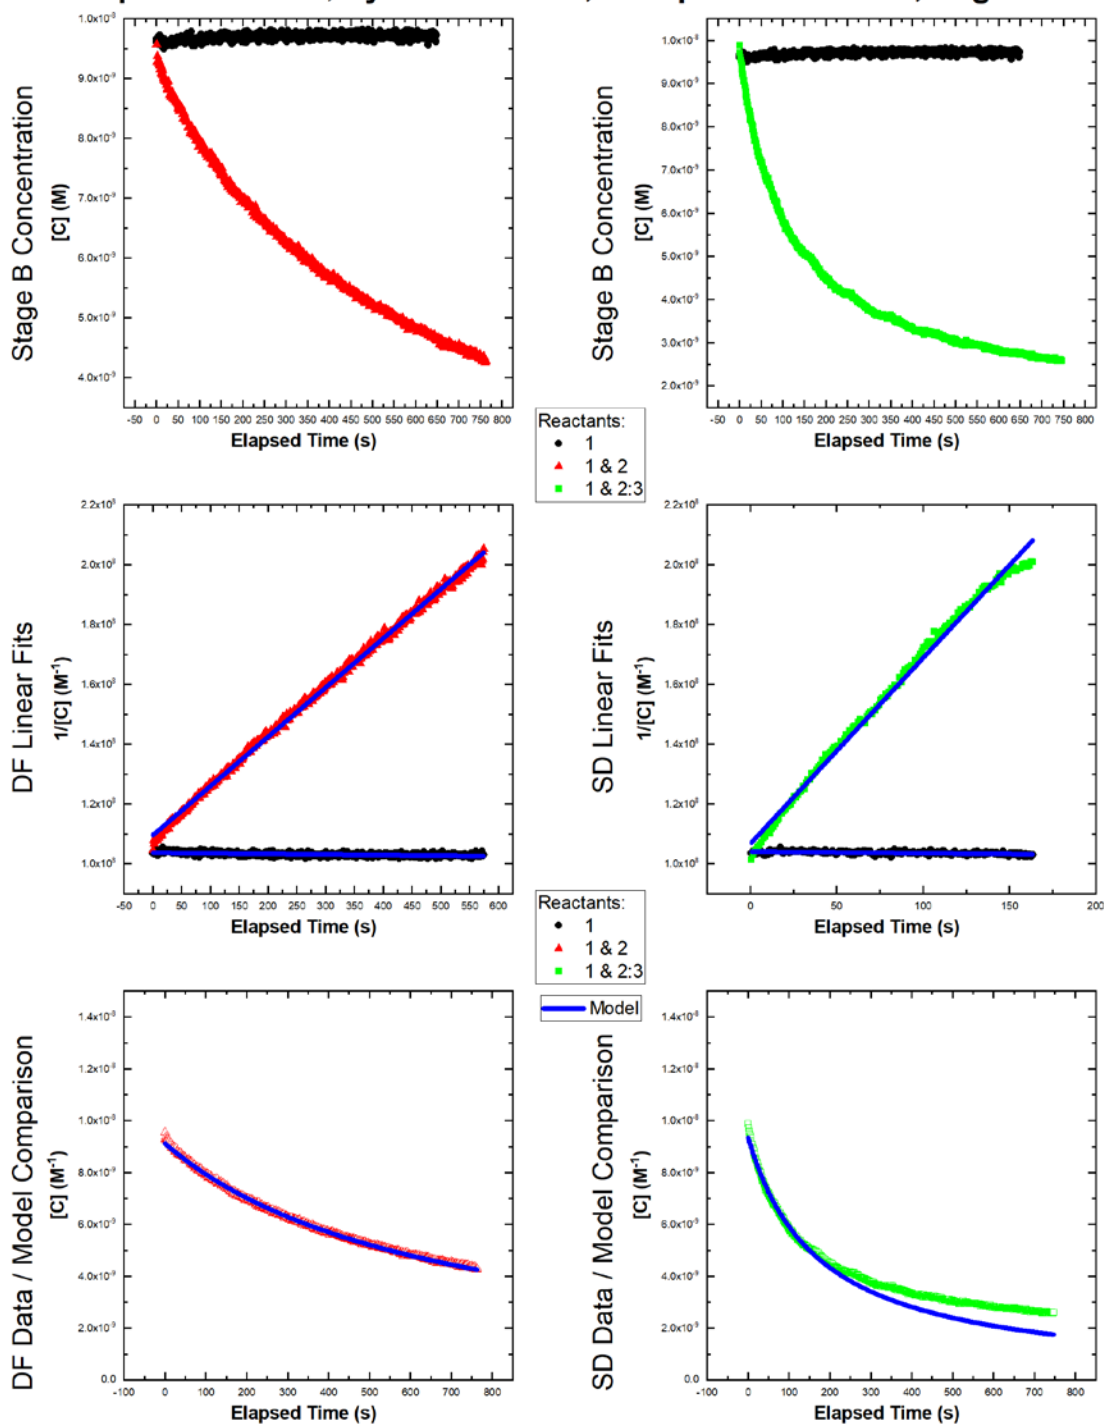 Stage B Concentration
[C] (M)
1.0x10⁻⁸
9.0x10⁻⁹
8.0x10⁻⁹
7.0x10⁻⁹
6.0x10⁻⁹
5.0x10⁻⁹
4.0x10⁻⁹
-50 0 50 100 150 200 250 300 350 400 450 500 550 600 650 700 750 800
Elapsed Time (s)
Stage B Concentration
[C] (M)
1.0x10⁻⁸
9.0x10⁻⁹
8.0x10⁻⁹
7.0x10⁻⁹
6.0x10⁻⁹
5.0x10⁻⁹
4.0x10⁻⁹
3.0x10⁻⁹
2.0x10⁻⁹
-50 0 50 100 150 200 250 300 350 400 450 500 550 600 650 700 750 800
Elapsed Time (s)
Reactants:
1
1 & 2
1 & 2:3
DF Linear Fits
1/[C] (M⁻¹)
2.2x10⁸
2.0x10⁸
1.8x10⁸
1.6x10⁸
1.4x10⁸
1.2x10⁸
1.0x10⁸
-50 0 50 100 150 200 250 300 350 400 450 500 550 600
Elapsed Time (s)
SD Linear Fits
1/[C] (M⁻¹)
2.2x10⁸
2.0x10⁸
1.8x10⁸
1.6x10⁸
1.4x10⁸
1.2x10⁸
1.0x10⁸
0 50 100 150 200
Elapsed Time (s)
Reactants:
1
1 & 2
1 & 2:3
Model
DF Data / Model Comparison
[C] (M⁻¹)
1.4x10⁻⁸
1.2x10⁻⁸
1.0x10⁻⁸
8.0x10⁻⁹
6.0x10⁻⁹
4.0x10⁻⁹
2.0x10⁻⁹
0.0
-100 0 100 200 300 400 500 600 700 800
Elapsed Time (s)
SD Data / Model Comparison
[C] (M⁻¹)
1.4x10⁻⁸
1.2x10⁻⁸
1.0x10⁻⁸
8.0x10⁻⁹
6.0x10⁻⁹
4.0x10⁻⁹
2.0x10⁻⁹
0.0
-100 0 100 200 300 400 500 600 700 800
Elapsed Time (s)